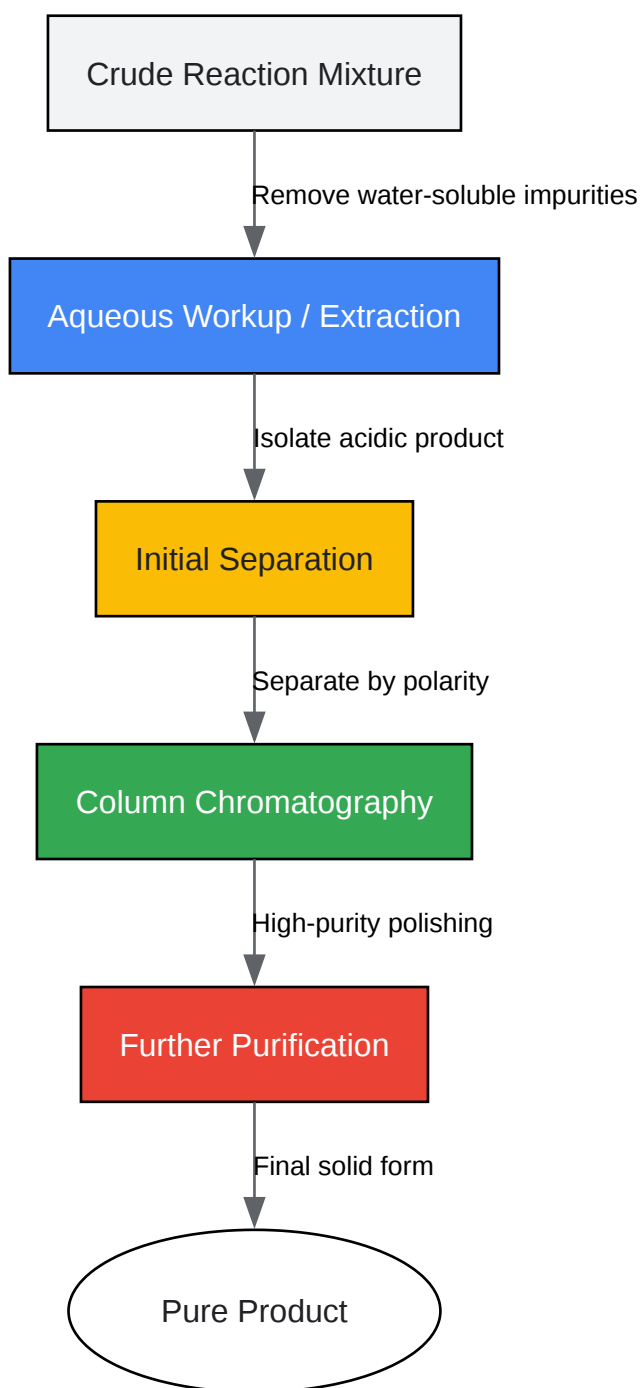 Crude Reaction Mixture
Remove water-soluble impurities
Aqueous Workup / Extraction
Isolate acidic product
Initial Separation
Separate by polarity
Column Chromatography
High-purity polishing
Further Purification
Final solid form
Pure Product